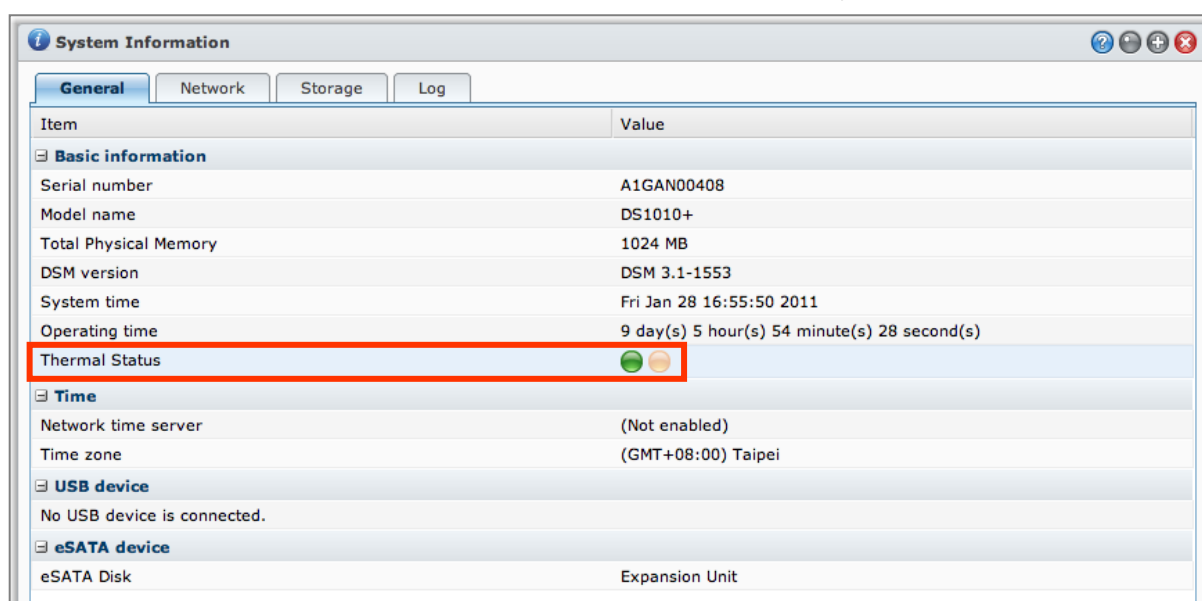 System Information
General Network Storage Log
Item Value
Basic information
Serial number A1GAN00408
Model name DS1010+
Total Physical Memory 1024 MB
DSM version DSM 3.1-1553
System time Fri Jan 28 16:55:50 2011
Operating time 9 day(s) 5 hour(s) 54 minute(s) 28 second(s)
Thermal Status
Time
Network time server (Not enabled)
Time zone (GMT+08:00) Taipei
USB device
No USB device is connected.
eSATA device
eSATA Disk Expansion Unit